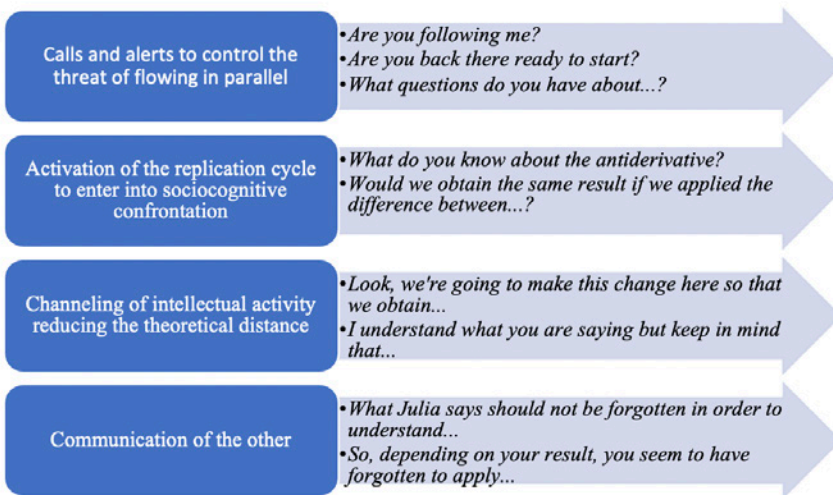 Calls and alerts to control the
threat of flowing in parallel
•Are you following me?
•Are you back there ready to start?
•What questions do you have about...?
Activation of the replication cycle
to enter into sociocognitive
confrontation
•What do you know about the antiderivative?
•Would we obtain the same result if we applied the
difference between...?
Channeling of intellectual activity
reducing the theoretical distance
•Look, we're going to make this change here so that
we obtain...
•I understand what you are saying but keep in mind
that...
Communication of the other
•What Julia says should not be forgotten in order to
understand...
•So, depending on your result, you seem to have
forgotten to apply...